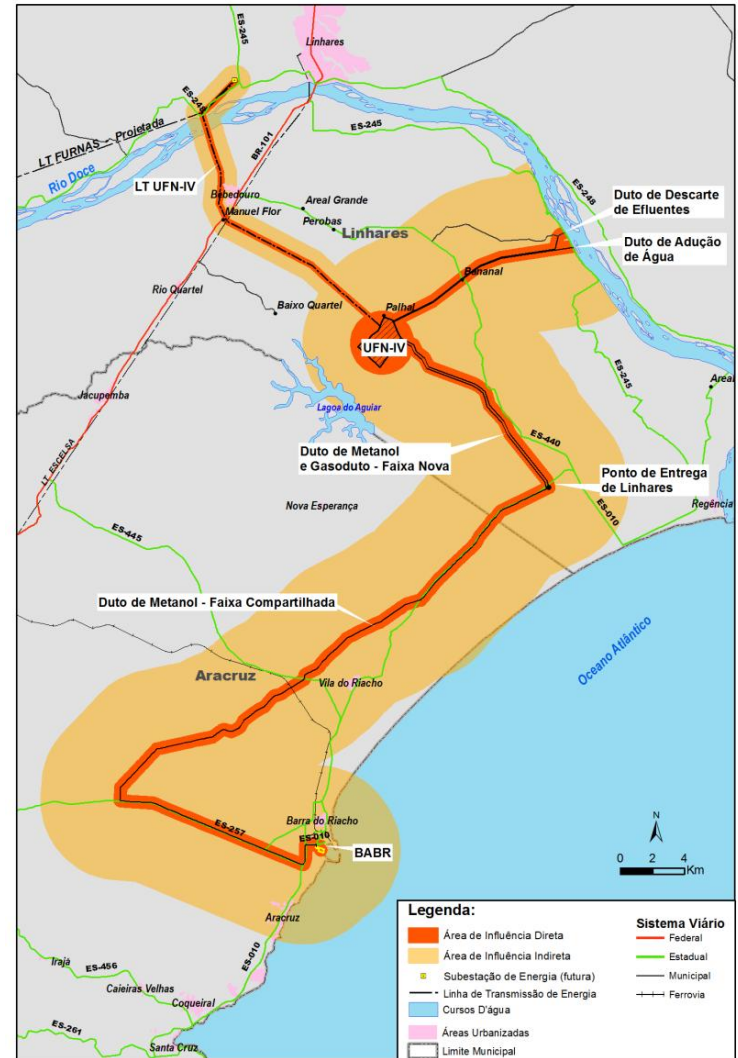 ES-245
Linhares
ES-248
LT FURNAS - Projetada
BR-101
ES-245
Rio Doce
LT UFN-IV
ES-248
Bebedouro
Areal Grande
Duto de Descarte
de Efluentes
Manuel Flor
Perobas
Linhares
Duto de Adução
de Água
Bananal
Rio Quartel
Baixo Quartel
Palhal
UFN-IV
ES-245
Jacupemba
Lagoa do Aguiar
Areal
Duto de Metanol
e Gasoduto - Faixa Nova
ES-440
LT ESCELSA
Ponto de Entrega
de Linhares
Nova Esperança
ES-010
Regência
ES-445
Duto de Metanol - Faixa Compartilhada
Oceano Atlântico
Aracruz
Vila do Riacho
Barra do Riacho
ES-257
ES-010
BABR
N
0 2 4
Km
Aracruz
ES-010
Irajá
ES-456
Caieiras Velhas
Coqueiral
ES-261
Santa Cruz
Legenda:
Área de Influência Direta
Área de Influência Indireta
Subestação de Energia (futura)
Linha de Transmissão de Energia
Cursos D'água
Áreas Urbanizadas
Limite Municipal
Sistema Viário
Federal
Estadual
Municipal
Ferrovia